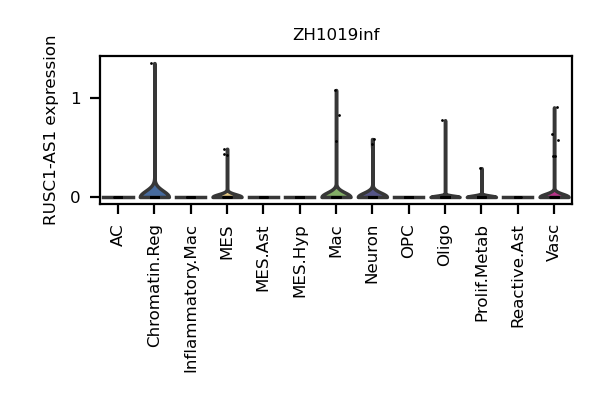 ZH1019inf
RUSC1-AS1 expression
1
0
AC
Chromatin.Reg
Inflammatory.Mac
MES
MES.Ast
MES.Hyp
Mac
Neuron
OPC
Oligo
Prolif.Metab
Reactive.Ast
Vasc